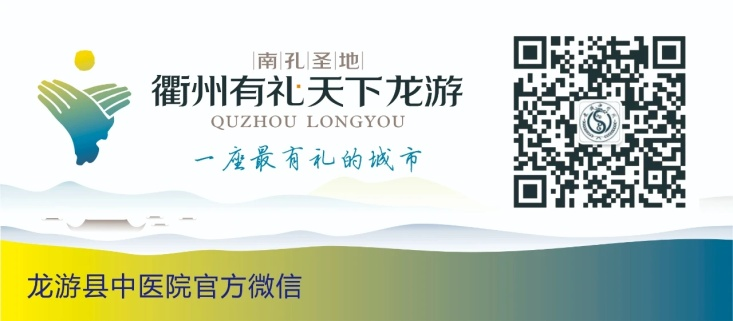 南孔圣地
衢州有礼·天下龙游
QUZHOU LONGYOU
一座最有礼的城市
龙游县中医院官方微信